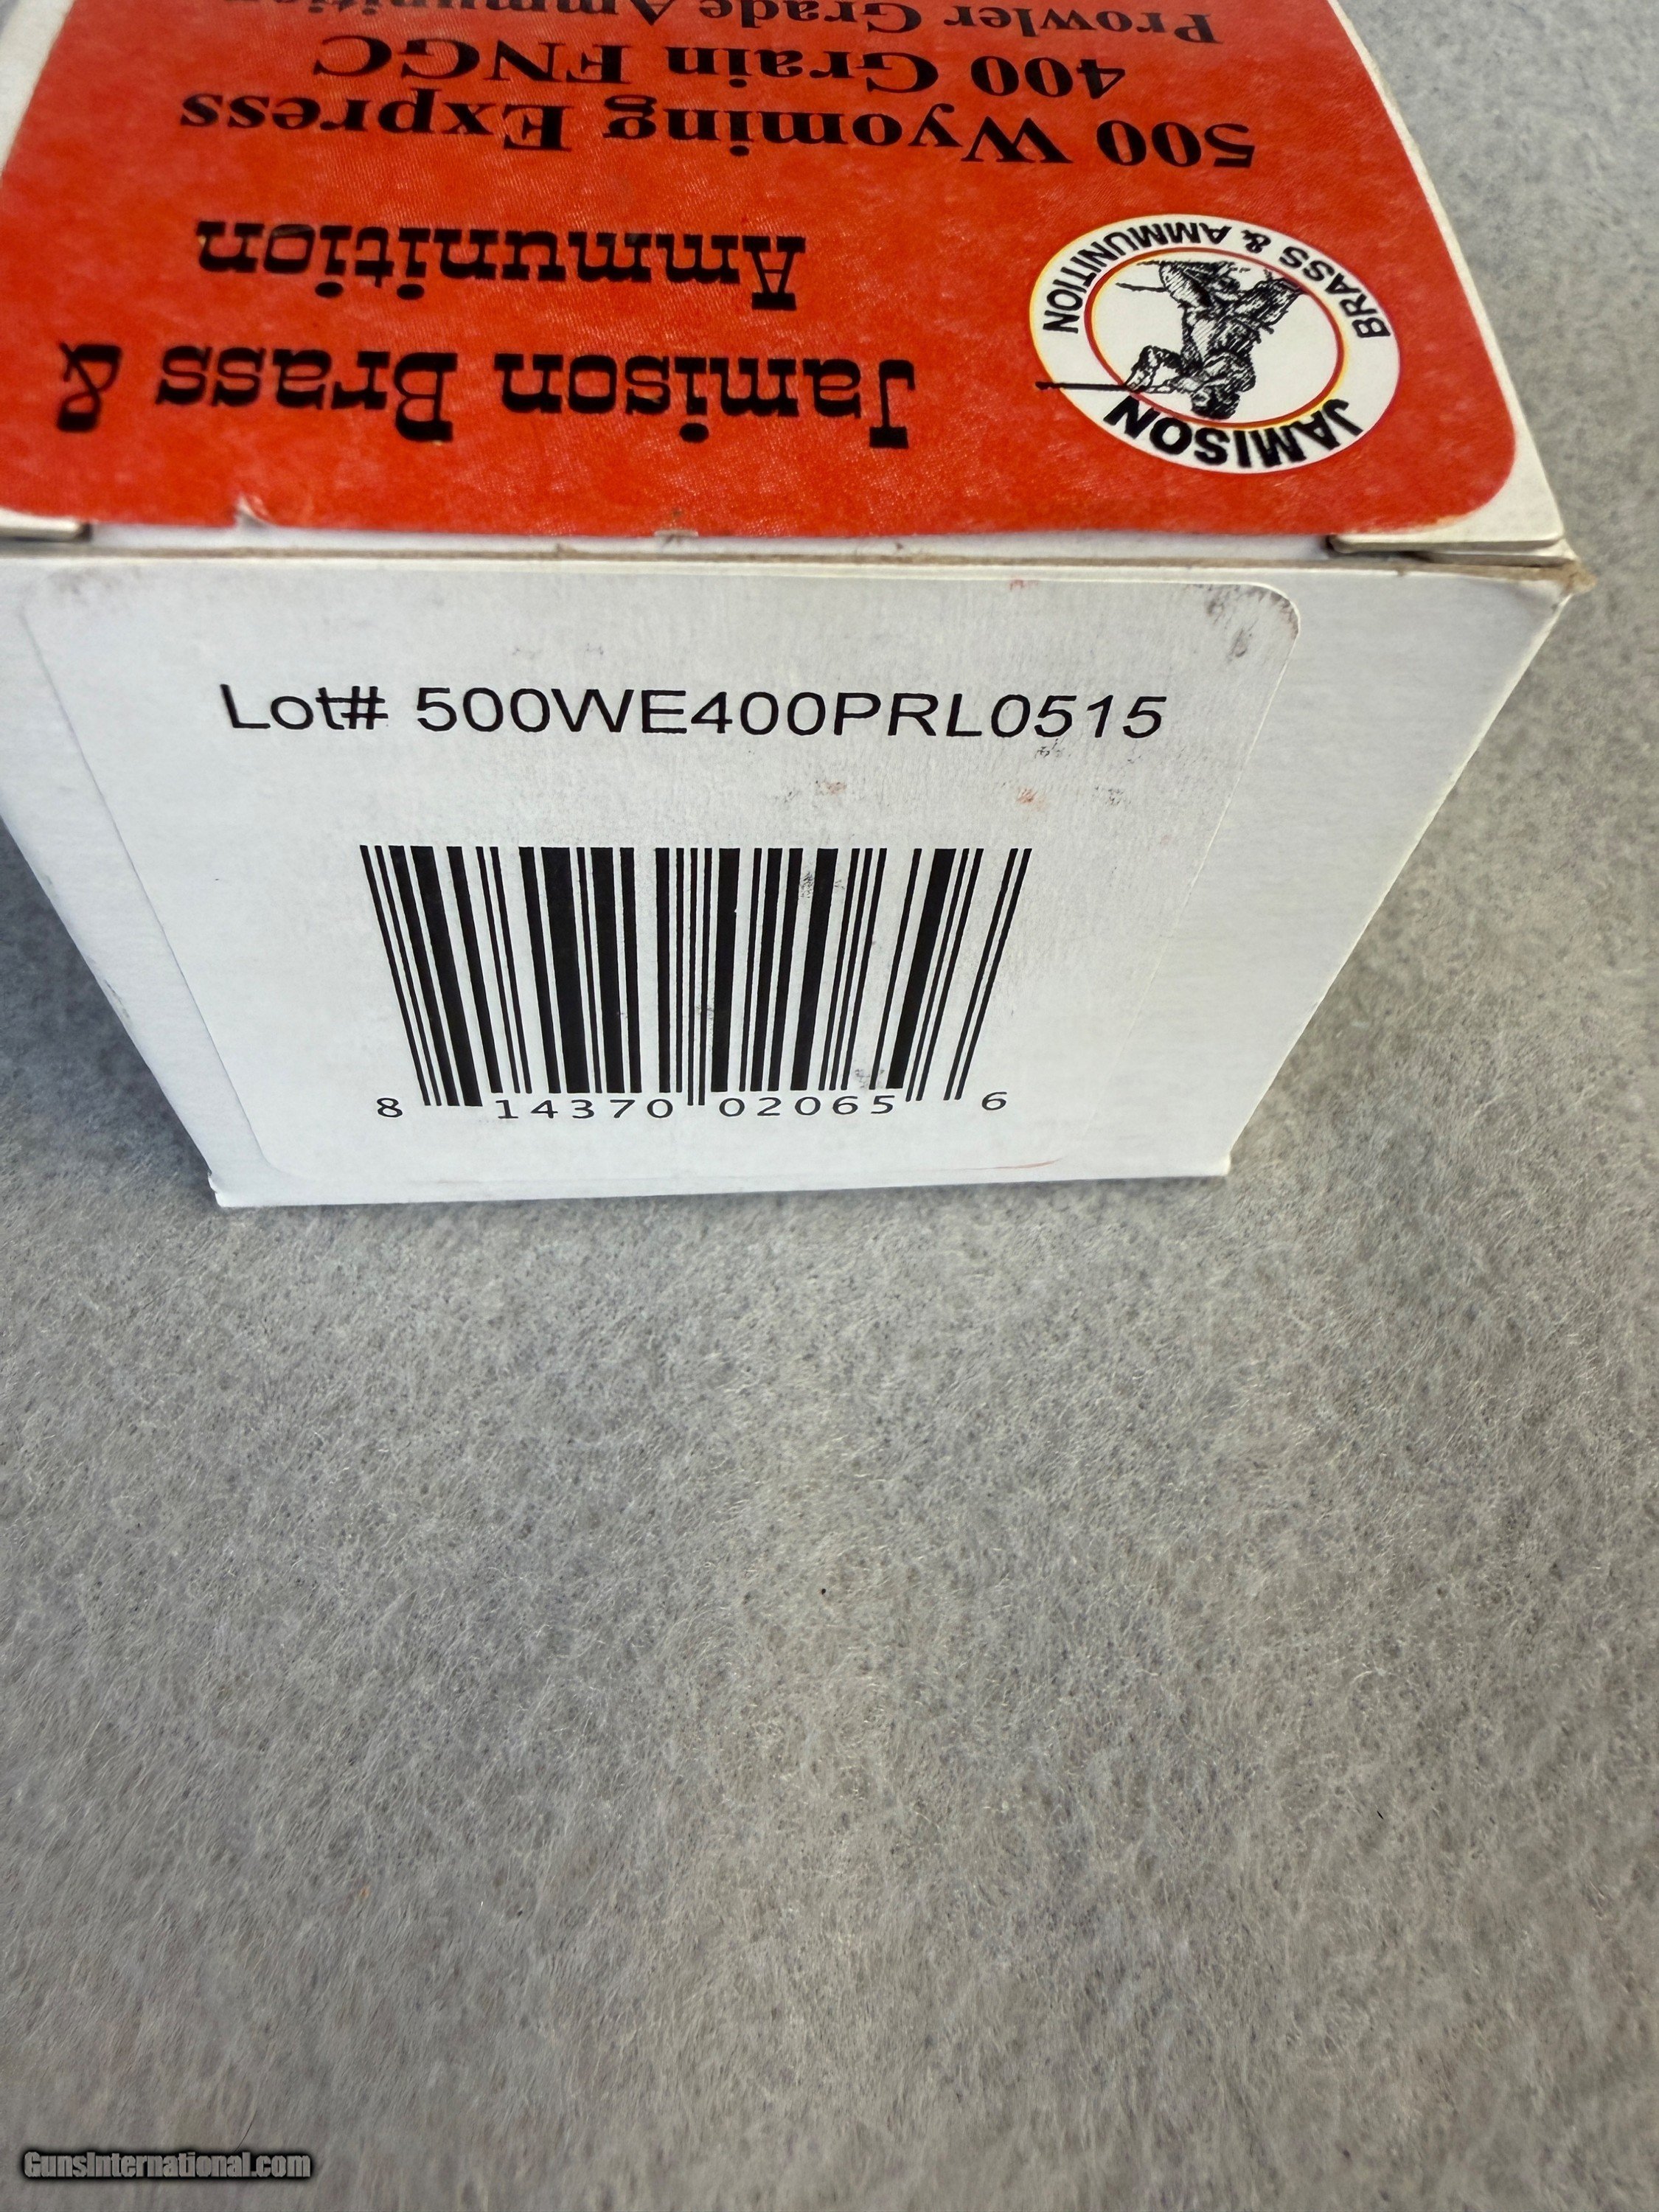 Jamison Brass &
Ammunition
JAMISON
BRASS & AMMUNITION
500 Wyoming Express
400 Grain FNGC
Prowler Grade Ammunition
Lot# 500WE400PRL0515
8 14370 02065 6
GunsInternational.com